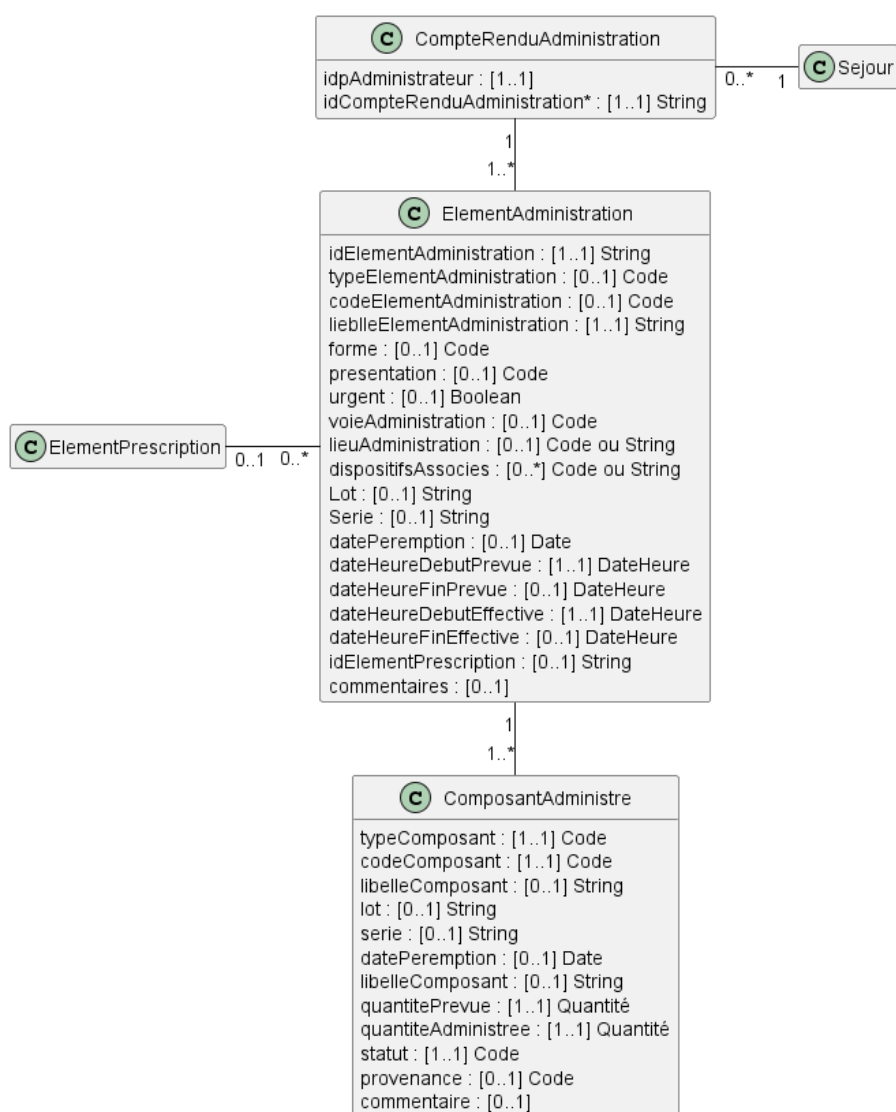 C CompteRenduAdministration
idpAdministrateur : [1..1]
idCompteRenduAdministration* : [1..1] String
0..* 1
C Sejour
1
1..*
C ElementAdministration
idElementAdministration : [1..1] String
typeElementAdministration : [0..1] Code
codeElementAdministration : [0..1] Code
lieblleElementAdministration : [1..1] String
forme : [0..1] Code
presentation : [0..1] Code
urgent : [0..1] Boolean
voieAdministration : [0..1] Code
lieuAdministration : [0..1] Code ou String
dispositifsAssocies : [0..*] Code ou String
Lot : [0..1] String
Serie : [0..1] String
datePeremption : [0..1] Date
dateHeureDebutPrevue : [1..1] DateHeure
dateHeureFinPrevue : [0..1] DateHeure
dateHeureDebutEffective : [1..1] DateHeure
dateHeureFinEffective : [0..1] DateHeure
idElementPrescription : [0..1] String
commentaires : [0..1]
C ElementPrescription
0..1 0..*
1
1..*
C ComposantAdministre
typeComposant : [1..1] Code
codeComposant : [1..1] Code
libelleComposant : [0..1] String
lot : [0..1] String
serie : [0..1] String
datePeremption : [0..1] Date
libelleComposant : [0..1] String
quantitePrevue : [1..1] Quantité
quantiteAdministree : [1..1] Quantité
statut : [1..1] Code
provenance : [0..1] Code
commentaire : [0..1]